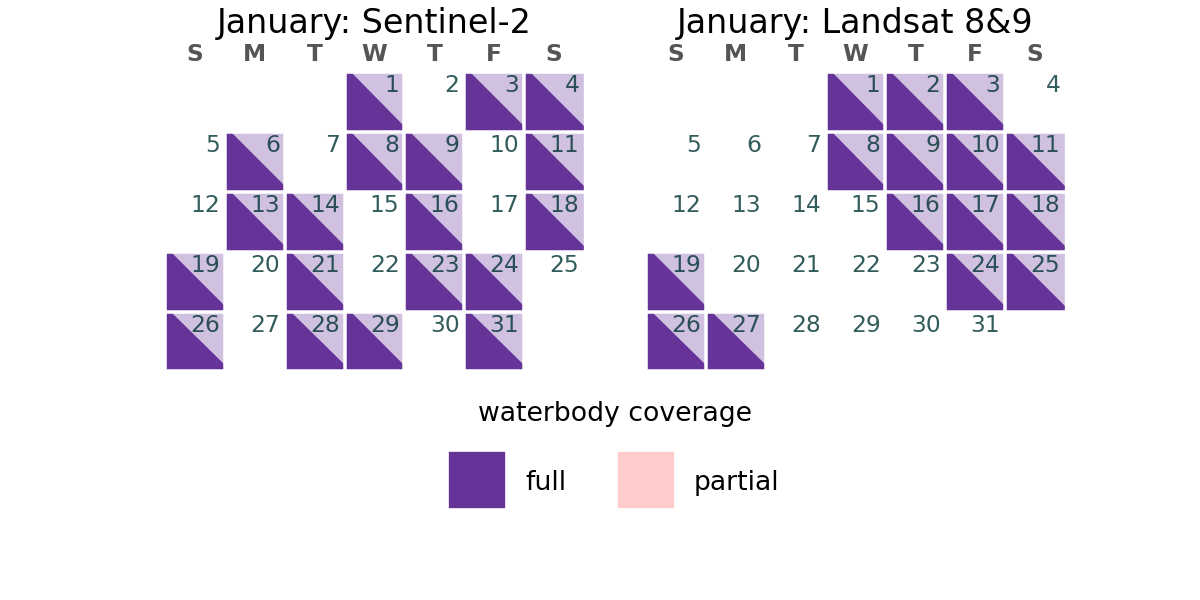 January: Sentinel-2
S M T W T F S
1 2 3 4
5 6 7 8 9 10 11
12 13 14 15 16 17 18
19 20 21 22 23 24 25
26 27 28 29 30 31
January: Landsat 8&9
S M T W T F S
1 2 3 4
5 6 7 8 9 10 11
12 13 14 15 16 17 18
19 20 21 22 23 24 25
26 27 28 29 30 31
waterbody coverage
full
partial